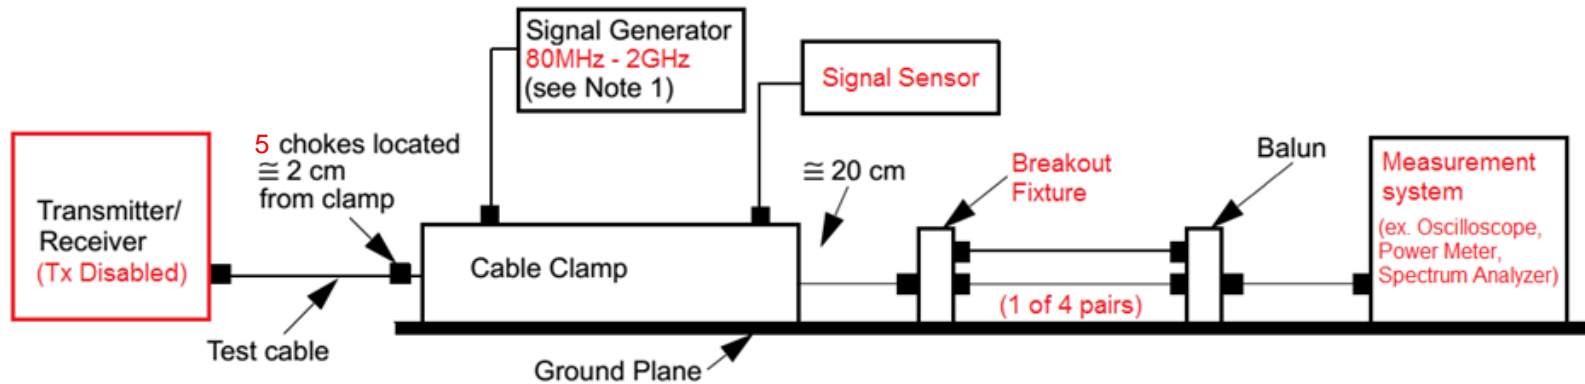 Signal Generator
80MHz - 2GHz
(see Note 1)
Signal Sensor
5 chokes located
≅ 2 cm
from clamp
≅ 20 cm
Breakout
Fixture
Balun
Measurement
system
(ex. Oscilloscope,
Power Meter,
Spectrum Analyzer)
Transmitter/
Receiver
(Tx Disabled)
Cable Clamp
(1 of 4 pairs)
Test cable
Ground Plane